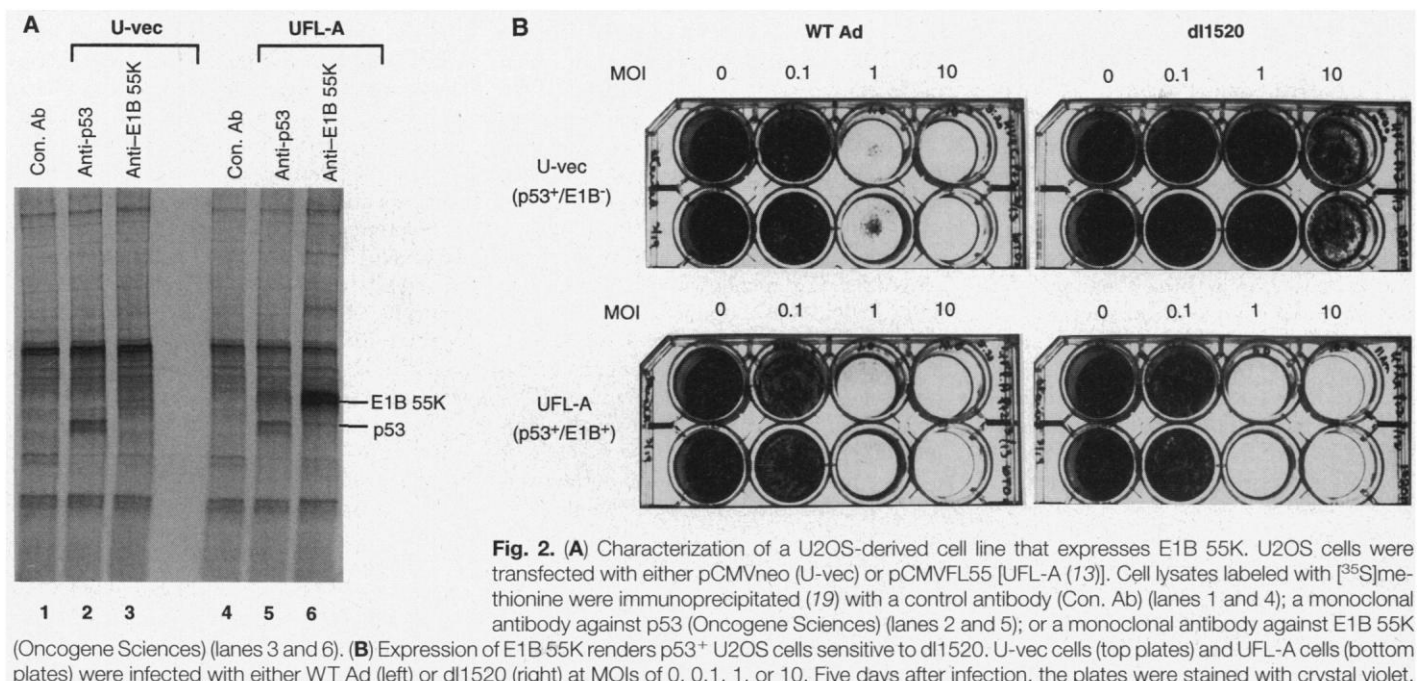 A
U-vec
UFL-A
Con. Ab
Anti-p53
Anti–E1B 55K
Con. Ab
Anti-p53
Anti–E1B 55K
E1B 55K
p53
1 2 3 4 5 6
B
WT Ad dl1520
MOI 0 0.1 1 10 0 0.1 1 10
U-vec
(p53⁺/E1B⁻)
MOI 0 0.1 1 10 0 0.1 1 10
UFL-A
(p53⁺/E1B⁺)
Fig. 2. (A) Characterization of a U2OS-derived cell line that expresses E1B 55K. U2OS cells were
transfected with either pCMVneo (U-vec) or pCMVFL55 [UFL-A (13)]. Cell lysates labeled with [³⁵S]me-
thionine were immunoprecipitated (19) with a control antibody (Con. Ab) (lanes 1 and 4); a monoclonal
antibody against p53 (Oncogene Sciences) (lanes 2 and 5); or a monoclonal antibody against E1B 55K
(Oncogene Sciences) (lanes 3 and 6). (B) Expression of E1B 55K renders p53⁺ U2OS cells sensitive to dl1520. U-vec cells (top plates) and UFL-A cells (bottom
plates) were infected with either WT Ad (left) or dl1520 (right) at MOIs of 0, 0.1, 1, or 10. Five days after infection, the plates were stained with crystal violet.